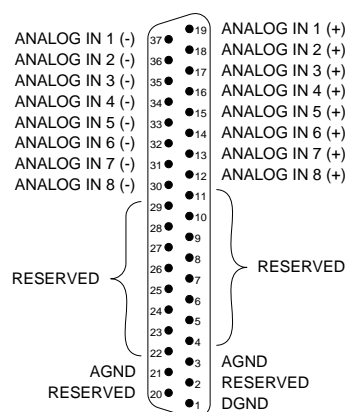 19 ANALOG IN 1 (+)
ANALOG IN 1 (-) 37
18 ANALOG IN 2 (+)
ANALOG IN 2 (-) 36
17 ANALOG IN 3 (+)
ANALOG IN 3 (-) 35
16 ANALOG IN 4 (+)
ANALOG IN 4 (-) 34
15 ANALOG IN 5 (+)
ANALOG IN 5 (-) 33
14 ANALOG IN 6 (+)
ANALOG IN 6 (-) 32
13 ANALOG IN 7 (+)
ANALOG IN 7 (-) 31
12 ANALOG IN 8 (+)
ANALOG IN 8 (-) 30
11
29
10
28
9
27
8
26
RESERVED
RESERVED
7
25
6
24
5
23
4
22
3 AGND
AGND 21
2 RESERVED
RESERVED 20
1 DGND